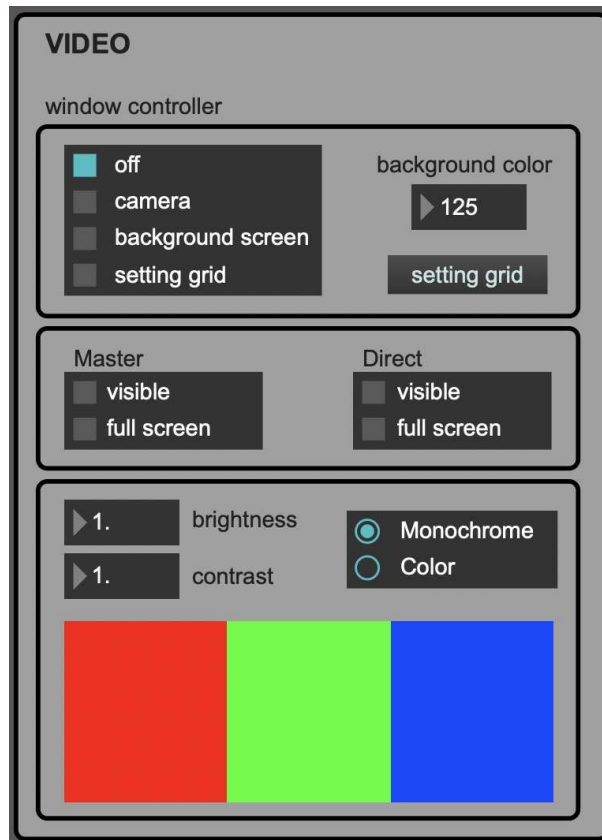 VIDEO
window controller
off
camera
background screen
setting grid
background color
125
setting grid
Master
visible
full screen
Direct
visible
full screen
1.
brightness
1.
contrast
Monochrome
Color